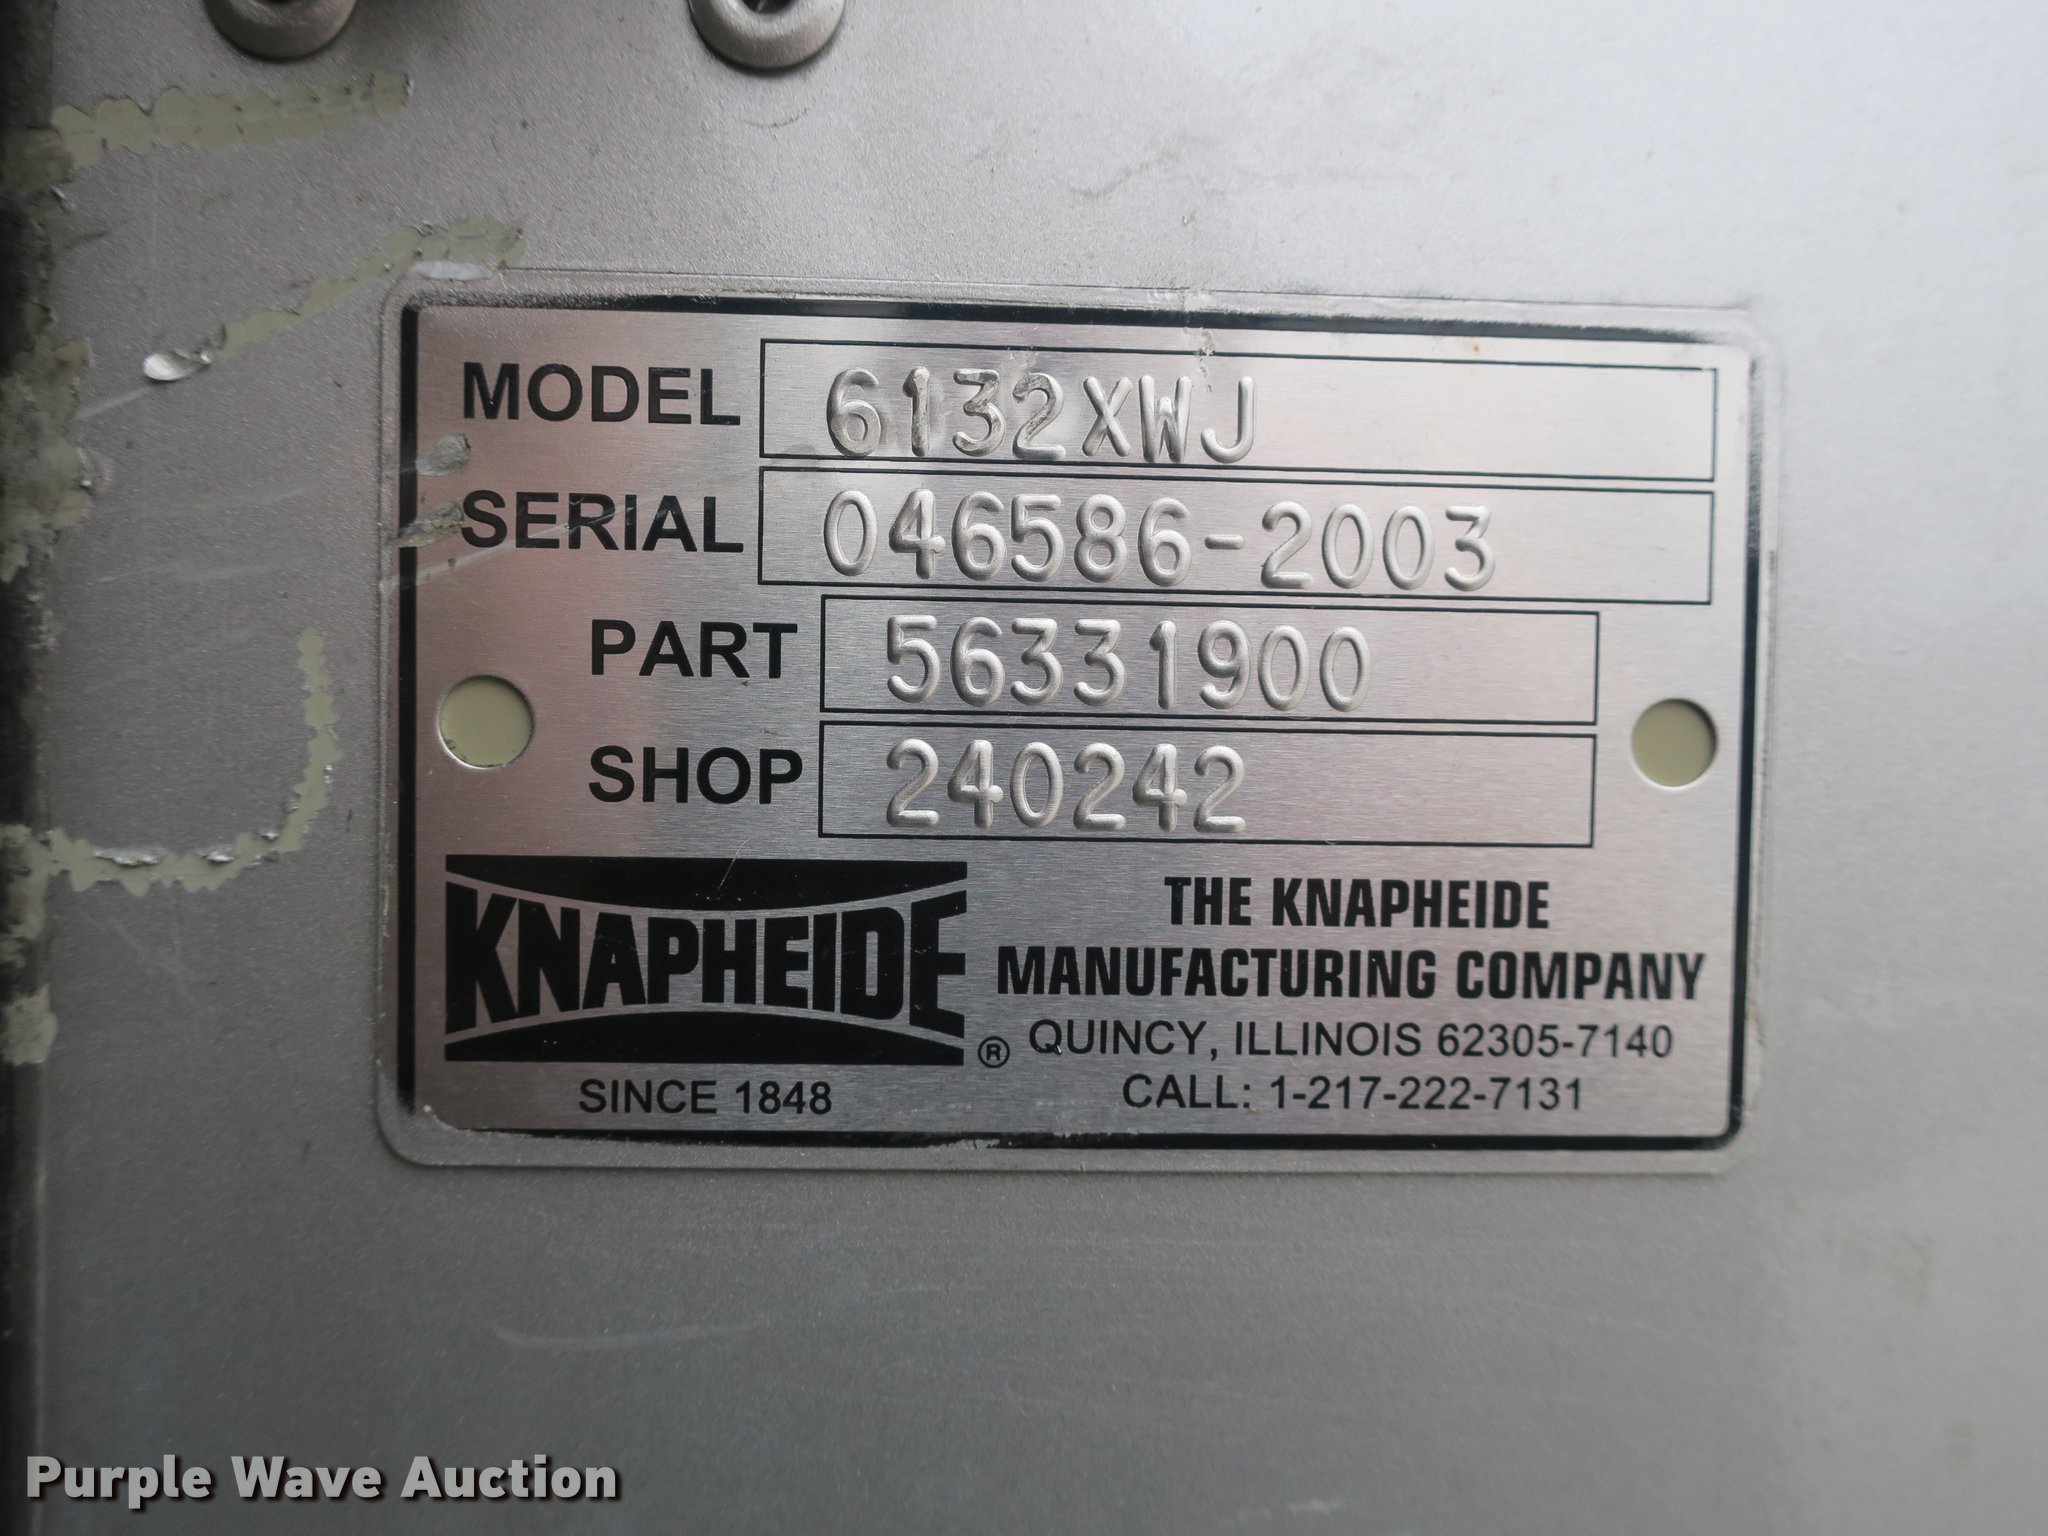 MODEL 6132XWJ
SERIAL 046586-2003
PART 56331900
SHOP 240242
KNAPHEIDE ®
SINCE 1848
THE KNAPHEIDE
MANUFACTURING COMPANY
QUINCY, ILLINOIS 62305-7140
CALL: 1-217-222-7131
Purple Wave Auction